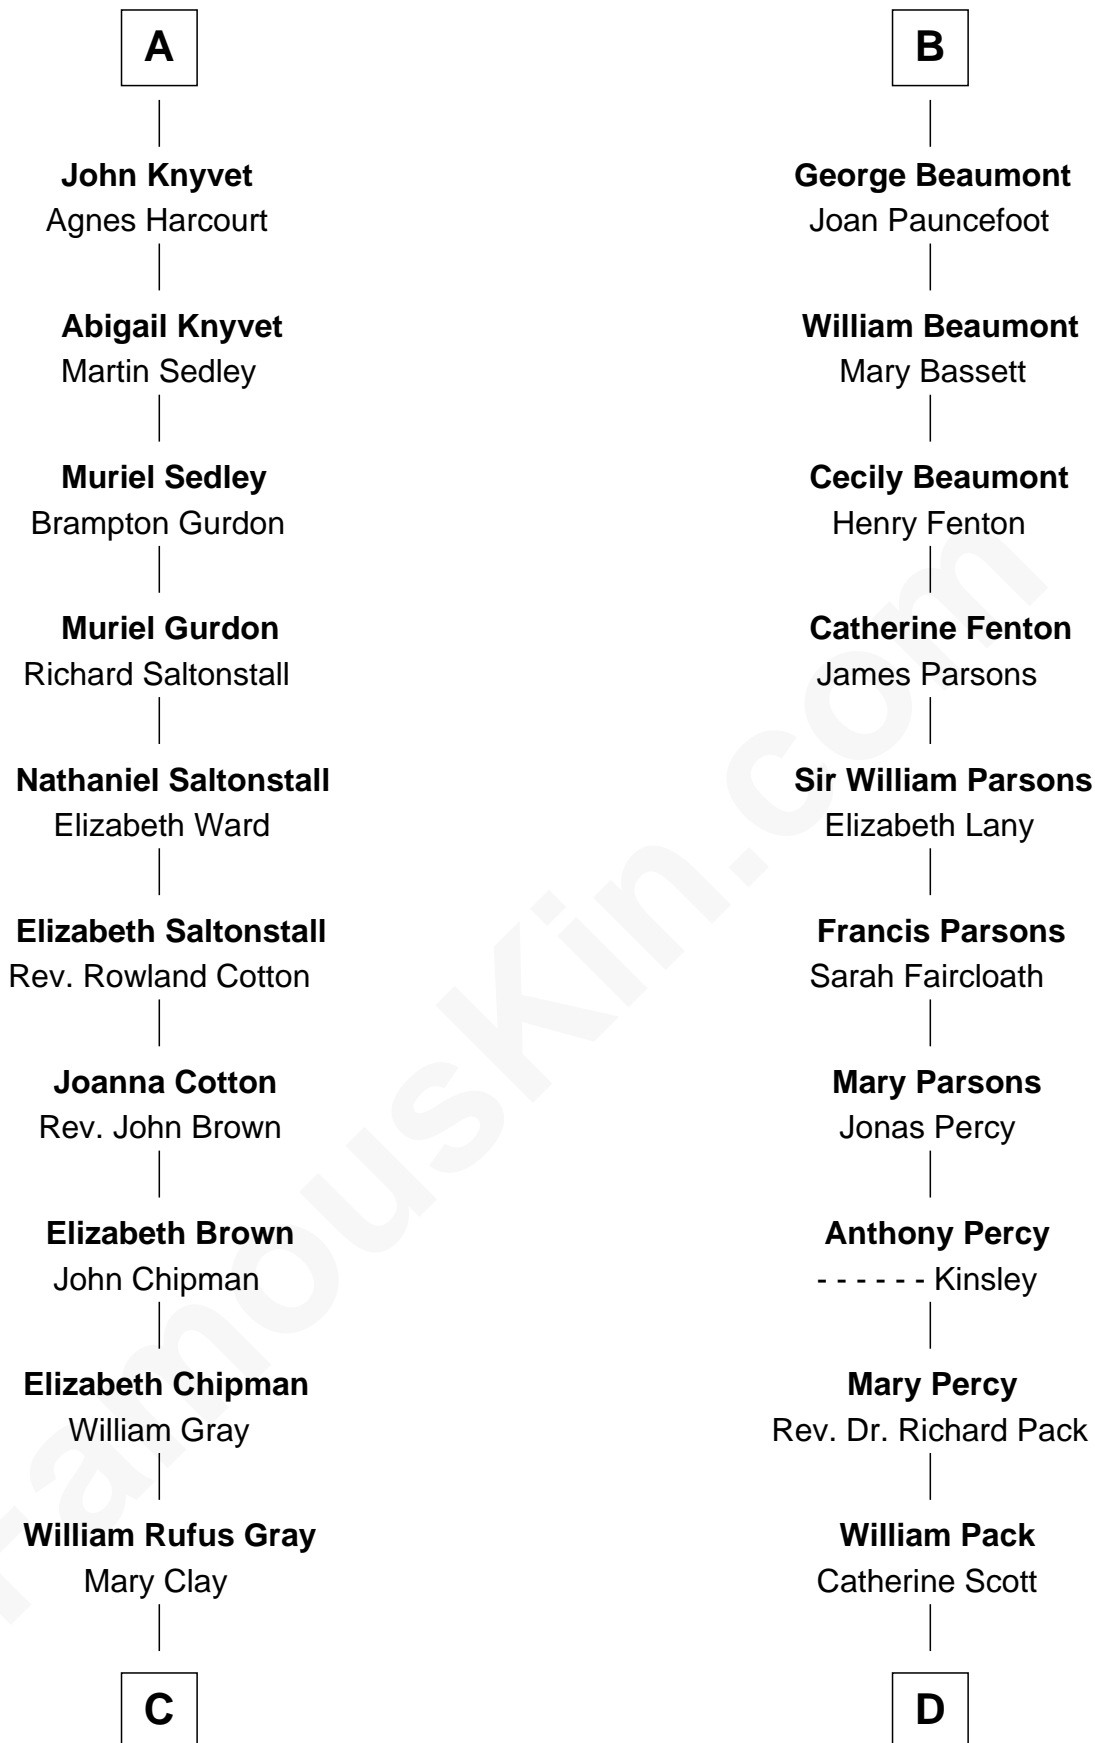 A
John Knyvet
Agnes Harcourt
Abigail Knyvet
Martin Sedley
Muriel Sedley
Brampton Gurdon
Muriel Gurdon
Richard Saltonstall
Nathaniel Saltonstall
Elizabeth Ward
Elizabeth Saltonstall
Rev. Rowland Cotton
Joanna Cotton
Rev. John Brown
Elizabeth Brown
John Chipman
Elizabeth Chipman
William Gray
William Rufus Gray
Mary Clay
C
B
George Beaumont
Joan Pauncefoot
William Beaumont
Mary Bassett
Cecily Beaumont
Henry Fenton
Catherine Fenton
James Parsons
Sir William Parsons
Elizabeth Lany
Francis Parsons
Sarah Faircloath
Mary Parsons
Jonas Percy
Anthony Percy
- - - - - - Kinsley
Mary Percy
Rev. Dr. Richard Pack
William Pack
Catherine Scott
D
FamousKin.com